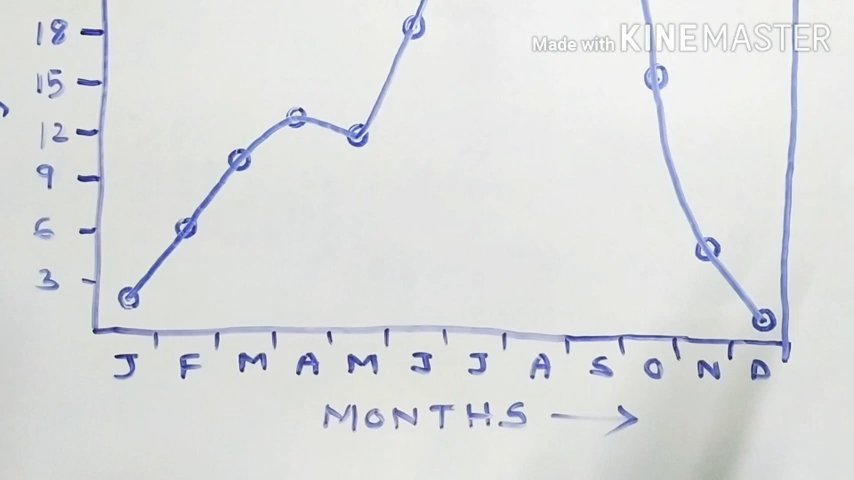 Made with KINEMASTER
18
15
12
9
6
3
J F M A M J J A S O N D
MONTHS →